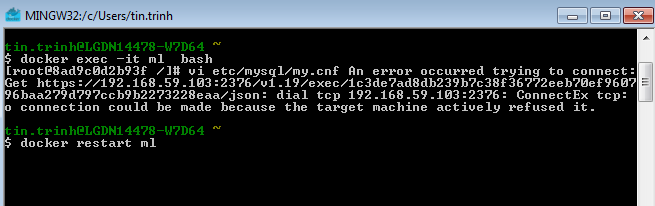 MINGW32:/c/Users/tin.trinh
tin.trinh@LGDN14478-W7D64 ~
$ docker exec -it ml  bash
[root@8ad9c0d2b93f /]# vi etc/mysql/my.cnf An error occurred trying to connect:
Get https://192.168.59.103:2376/v1.19/exec/1c3de7ad8db239b7c38f36772eeb70ef9607
96baa279d797ccb9b2273228eaa/json: dial tcp 192.168.59.103:2376: ConnectEx tcp: 
o connection could be made because the target machine actively refused it.
tin.trinh@LGDN14478-W7D64 ~
$ docker restart ml